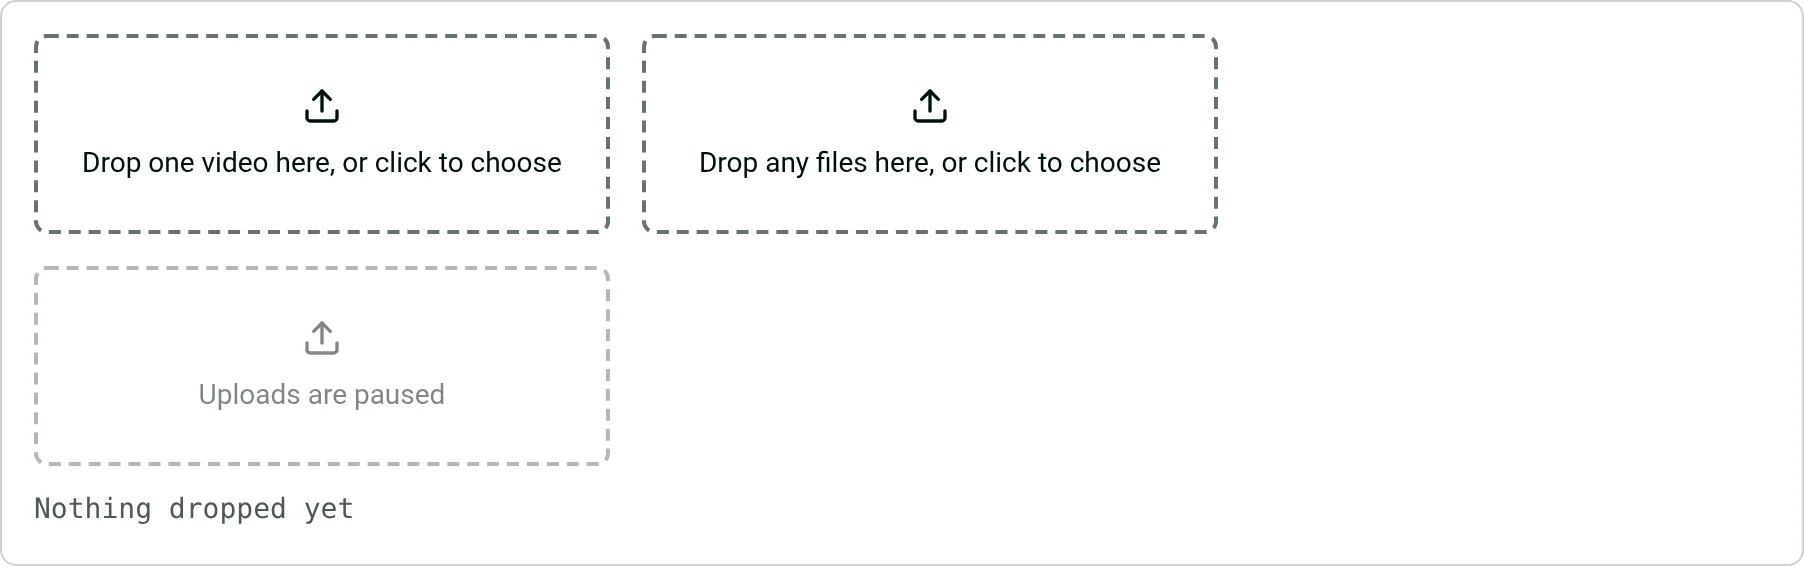 Drop one video here, or click to choose
Drop any files here, or click to choose
Uploads are paused
Nothing dropped yet